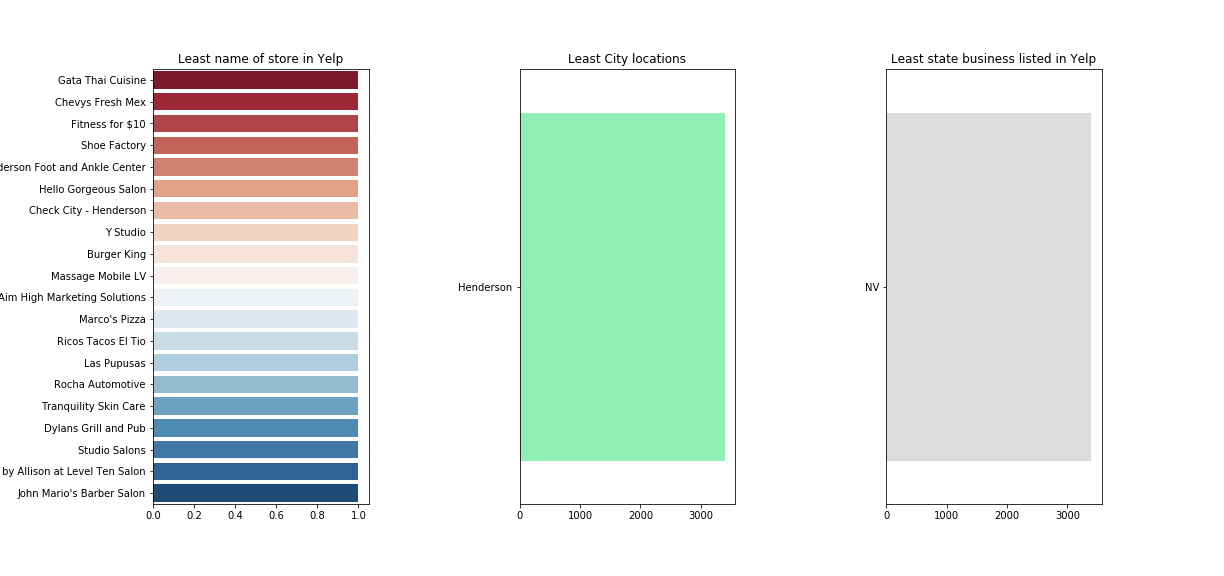 Least name of store in Yelp
Gata Thai Cuisine
Chevys Fresh Mex
Fitness for $10
Shoe Factory
derson Foot and Ankle Center
Hello Gorgeous Salon
Check City - Henderson
Y Studio
Burger King
Massage Mobile LV
Aim High Marketing Solutions
Marco's Pizza
Ricos Tacos El Tio
Las Pupusas
Rocha Automotive
Tranquility Skin Care
Dylans Grill and Pub
Studio Salons
by Allison at Level Ten Salon
John Mario's Barber Salon
0.0 0.2 0.4 0.6 0.8 1.0
Least City locations
Henderson
0 1000 2000 3000
Least state business listed in Yelp
NV
0 1000 2000 3000